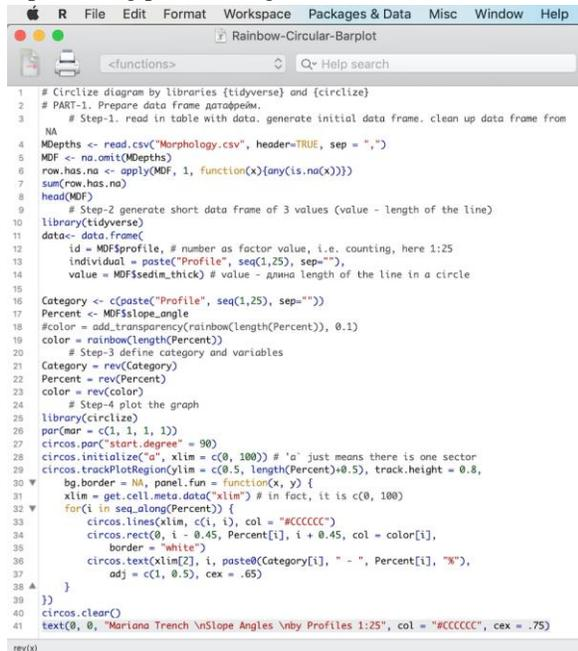 R File Edit Format Workspace Packages & Data Misc Window Help
Rainbow-Circular-Barplot
<functions> Help search
1 # Circlize diagram by libraries {tidyverse} and {circlize}
2 # PART-1. Prepare data frame датафрейм.
3 # Step-1. read in table with data. generate initial data frame. clean up data frame from
NA
4 MDepths <- read.csv("Morphology.csv", header=TRUE, sep = ",")
5 MDF <- na.omit(MDepths)
6 row.has.na <- apply(MDF, 1, function(x){any(is.na(x))})
7 sum(row.has.na)
8 head(MDF)
9 # Step-2 generate short data frame of 3 values (value - length of the line)
10 library(tidyverse)
11 data<- data.frame(
12 id = MDF$profile, # number as factor value, i.e. counting, here 1:25
13 individual = paste("Profile", seq(1,25), sep=""),
14 value = MDF$sedim_thick) # value - длина length of the line in a circle
15
16 Category <- c(paste("Profile", seq(1,25), sep=""))
17 Percent <- MDF$slope_angle
18 #color = add_transparency(rainbow(length(Percent)), 0.1)
19 color = rainbow(length(Percent))
20 # Step-3 define category and variables
21 Category = rev(Category)
22 Percent = rev(Percent)
23 color = rev(color)
24 # Step-4 plot the graph
25 library(circlize)
26 par(mar = c(1, 1, 1, 1))
27 circos.par("start.degree" = 90)
28 circos.initialize("a", xlim = c(0, 100)) # 'a` just means there is one sector
29 circos.trackPlotRegion(ylim = c(0.5, length(Percent)+0.5), track.height = 0.8,
30 bg.border = NA, panel.fun = function(x, y) {
31 xlim = get.cell.meta.data("xlim") # in fact, it is c(0, 100)
32 for(i in seq_along(Percent)) {
33 circos.lines(xlim, c(i, i), col = "#CCCCCC")
34 circos.rect(0, i - 0.45, Percent[i], i + 0.45, col = color[i],
35 border = "white")
36 circos.text(xlim[2], i, paste0(Category[i], " - ", Percent[i], "%"),
37 adj = c(1, 0.5), cex = .65)
38 }
39 })
40 circos.clear()
41 text(0, 0, "Mariana Trench \nSlope Angles \nby Profiles 1:25", col = "#CCCCCC", cex = .75)
rev(x)